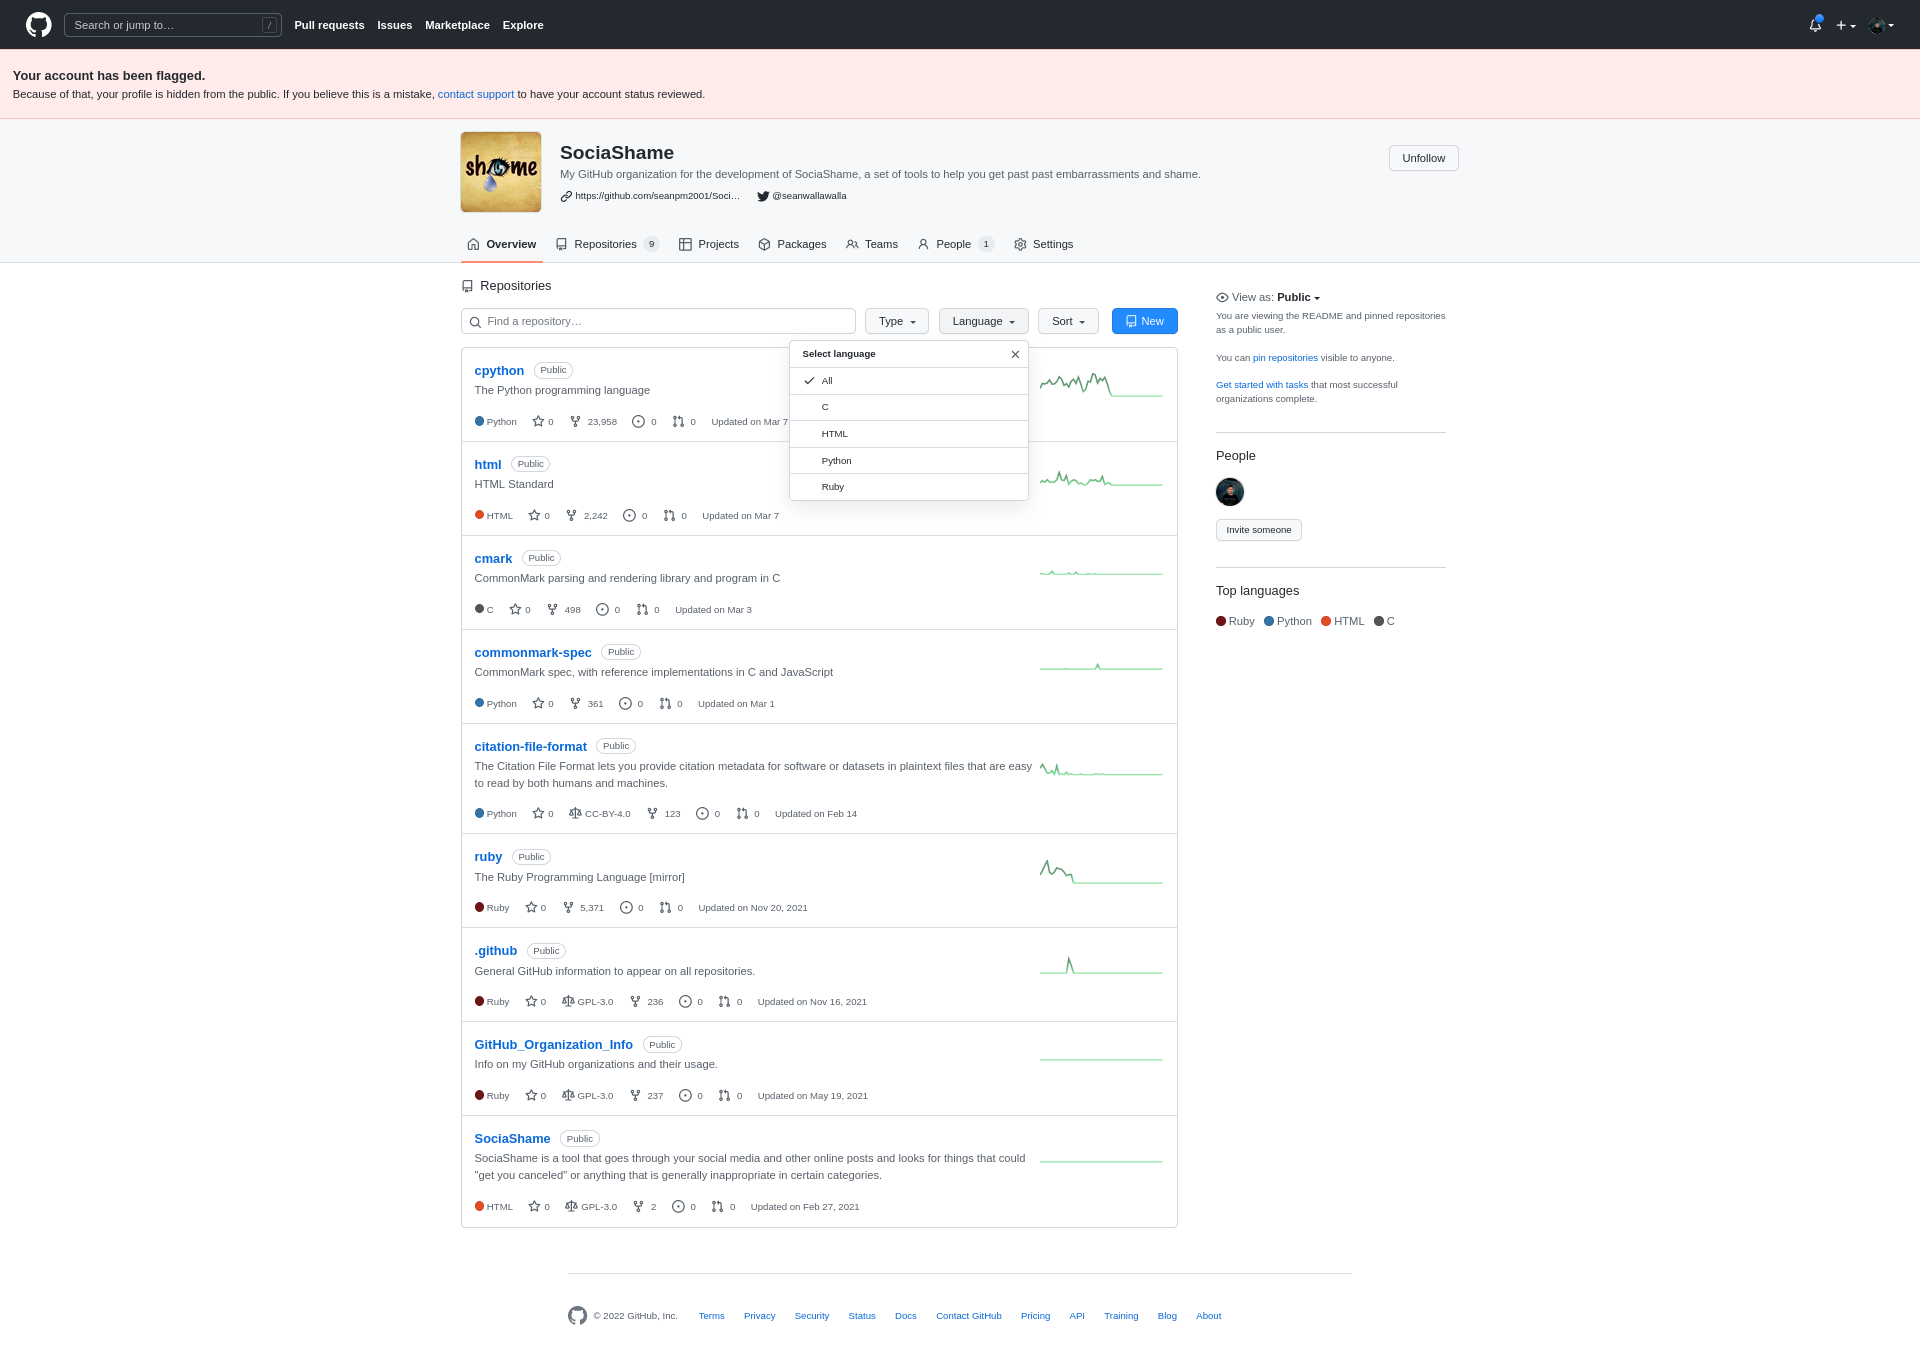 Search or jump to… /
Pull requests Issues Marketplace Explore
Your account has been flagged.
Because of that, your profile is hidden from the public. If you believe this is a mistake, contact support to have your account status reviewed.
shame
SociaShame
Unfollow
My GitHub organization for the development of SociaShame, a set of tools to help you get past past embarrassments and shame.
https://github.com/seanpm2001/Soci… @seanwallawalla
Overview Repositories 9 Projects Packages Teams People 1 Settings
Repositories
Find a repository… Type Language Sort New
Select language
All
C
HTML
Python
Ruby
cpython Public
The Python programming language
Python 0 23,958 0 0 Updated on Mar 7
html Public
HTML Standard
HTML 0 2,242 0 0 Updated on Mar 7
cmark Public
CommonMark parsing and rendering library and program in C
C 0 498 0 0 Updated on Mar 3
commonmark-spec Public
CommonMark spec, with reference implementations in C and JavaScript
Python 0 361 0 0 Updated on Mar 1
citation-file-format Public
The Citation File Format lets you provide citation metadata for software or datasets in plaintext files that are easy
to read by both humans and machines.
Python 0 CC-BY-4.0 123 0 0 Updated on Feb 14
ruby Public
The Ruby Programming Language [mirror]
Ruby 0 5,371 0 0 Updated on Nov 20, 2021
.github Public
General GitHub information to appear on all repositories.
Ruby 0 GPL-3.0 236 0 0 Updated on Nov 16, 2021
GitHub_Organization_Info Public
Info on my GitHub organizations and their usage.
Ruby 0 GPL-3.0 237 0 0 Updated on May 19, 2021
SociaShame Public
SociaShame is a tool that goes through your social media and other online posts and looks for things that could
"get you canceled" or anything that is generally inappropriate in certain categories.
HTML 0 GPL-3.0 2 0 0 Updated on Feb 27, 2021
View as: Public
You are viewing the README and pinned repositories
as a public user.
You can pin repositories visible to anyone.
Get started with tasks that most successful
organizations complete.
People
Invite someone
Top languages
Ruby Python HTML C
© 2022 GitHub, Inc. Terms Privacy Security Status Docs Contact GitHub Pricing API Training Blog About